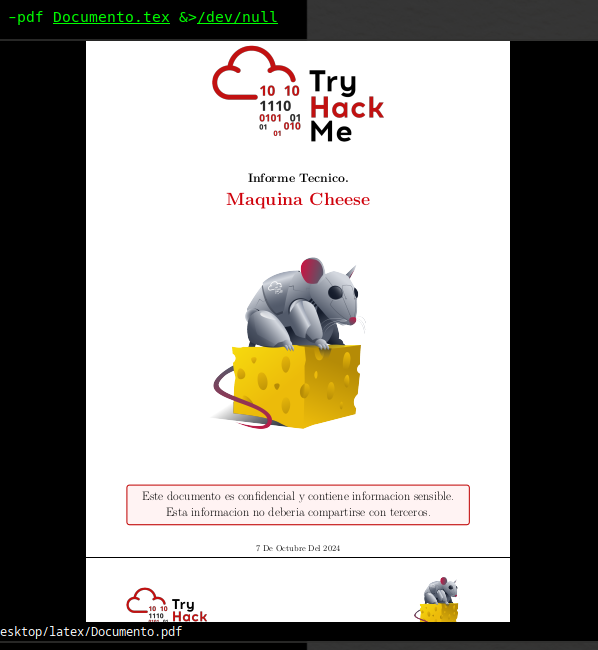 -pdf Documento.tex &>/dev/null
Try
Hack
Me
10 10
1110
0101 01
01 010
01
Informe Tecnico.
Maquina Cheese
Este documento es confidencial y contiene informacion sensible.
Esta informacion no deberia compartirse con terceros.
7 De Octubre Del 2024
Try
Hack
10 10
1110
esktop/latex/Documento.pdf